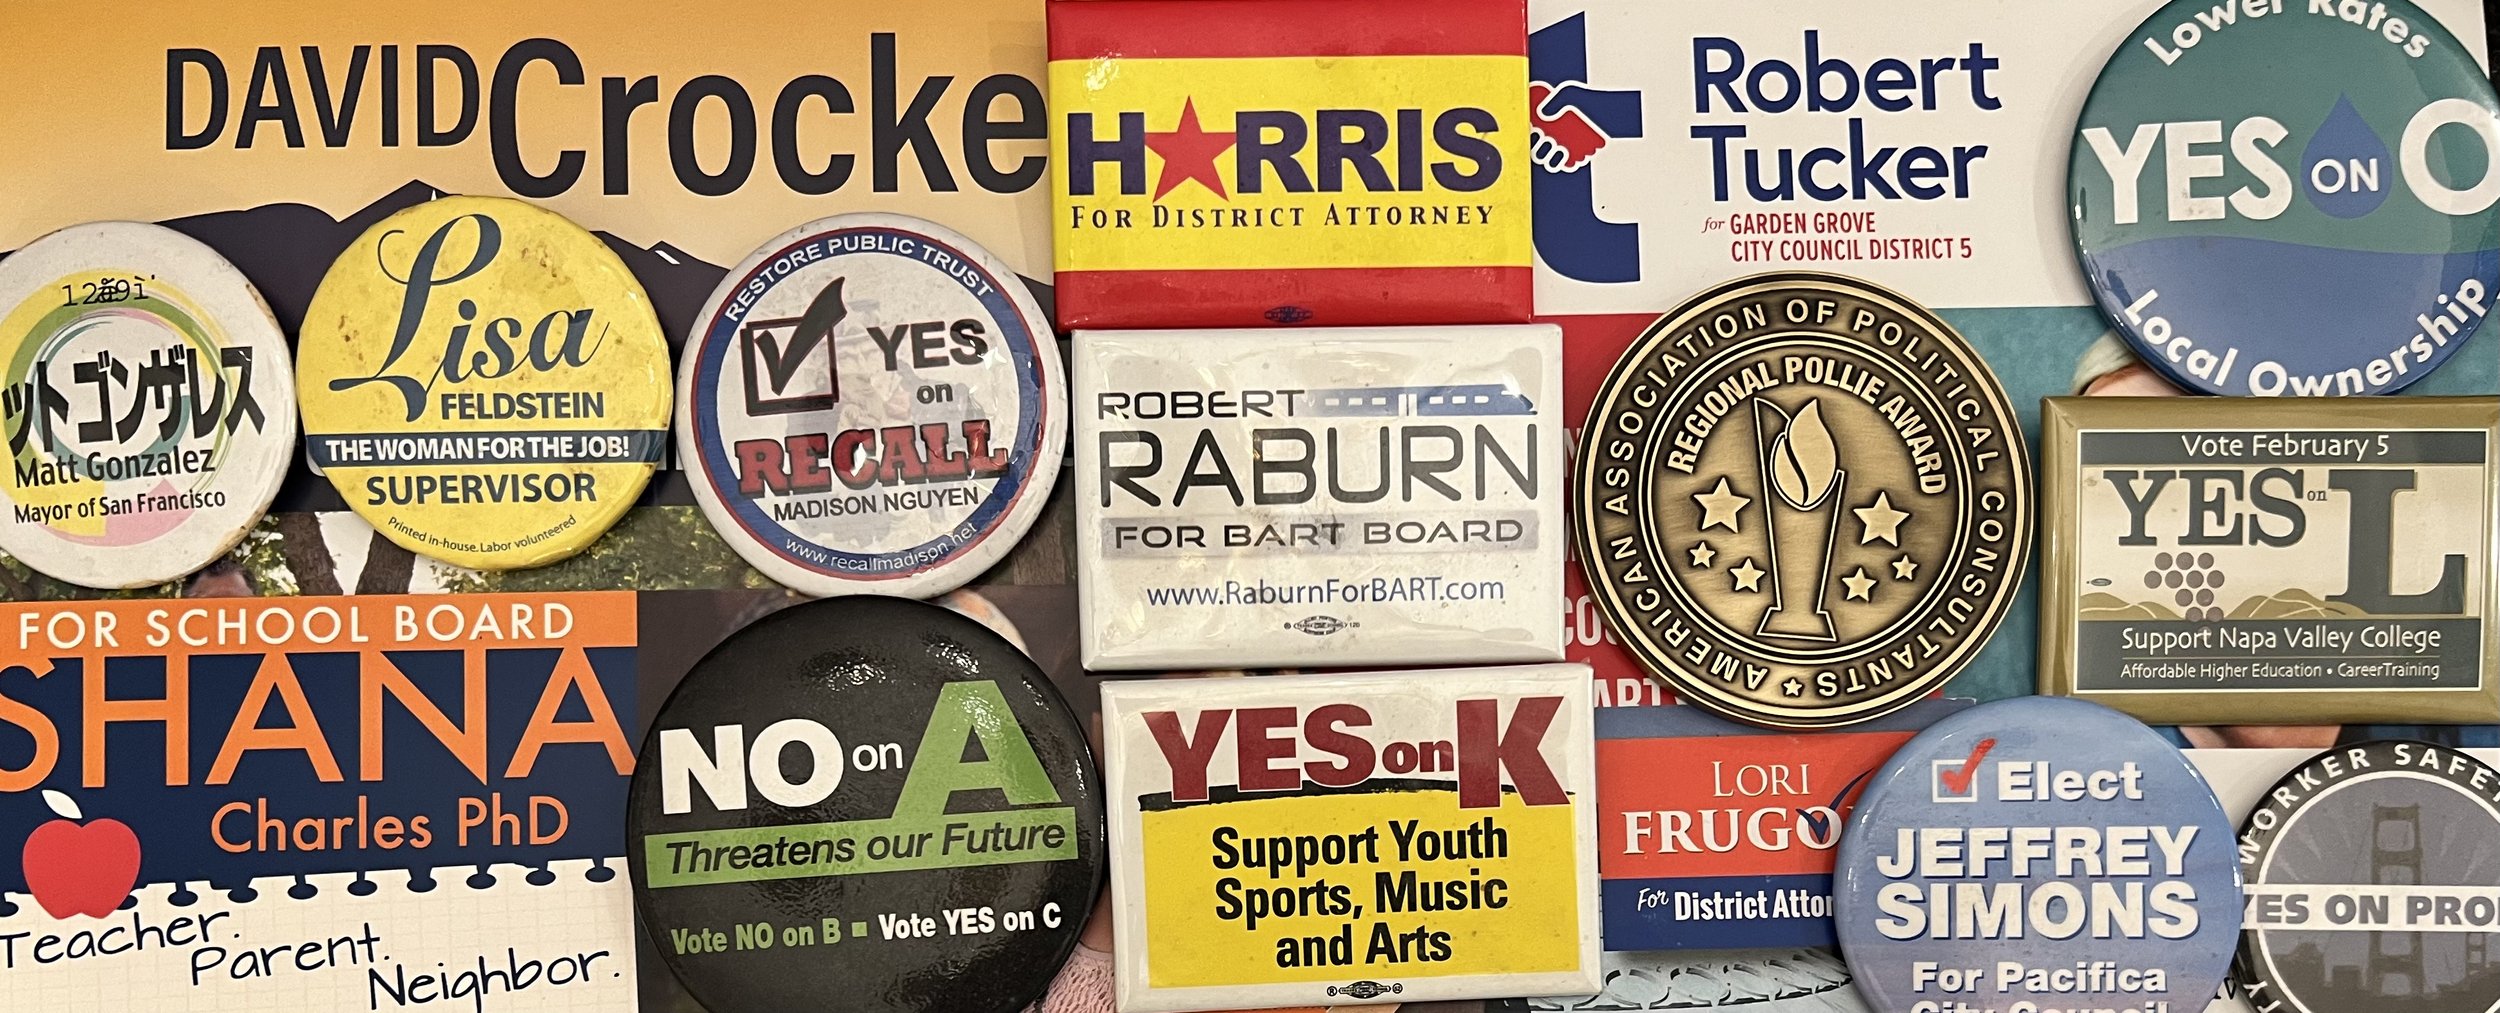 DAVID Crocke
HARRIS
FOR DISTRICT ATTORNEY
Robert
Tucker
for GARDEN GROVE
CITY COUNCIL DISTRICT 5
Lower Rates
YES ON O
Local Ownership
ットゴンザレス
Matt Gonzalez
Mayor of San Francisco
Lisa
FELDSTEIN
THE WOMAN FOR THE JOB!
SUPERVISOR
Printed in-house. Labor volunteered
RESTORE PUBLIC TRUST
YES
on
RECALL
MADISON NGUYEN
www.recallmadison.net
ROBERT
RABURN
FOR BART BOARD
www.RaburnForBART.com
AMERICAN ASSOCIATION OF POLITICAL CONSULTANTS
REGIONAL POLLIE AWARD
Vote February 5
YES on L
Support Napa Valley College
Affordable Higher Education • Career Training
FOR SCHOOL BOARD
SHANA
Charles PhD
Teacher.
Parent.
Neighbor.
NO on A
Threatens our Future
Vote NO on B ▪ Vote YES on C
YES on K
Support Youth
Sports, Music
and Arts
LORI
FRUGO
For District Attor
Elect
JEFFREY
SIMONS
For Pacifica
City Council
WORKER SAFE
YES ON PRO